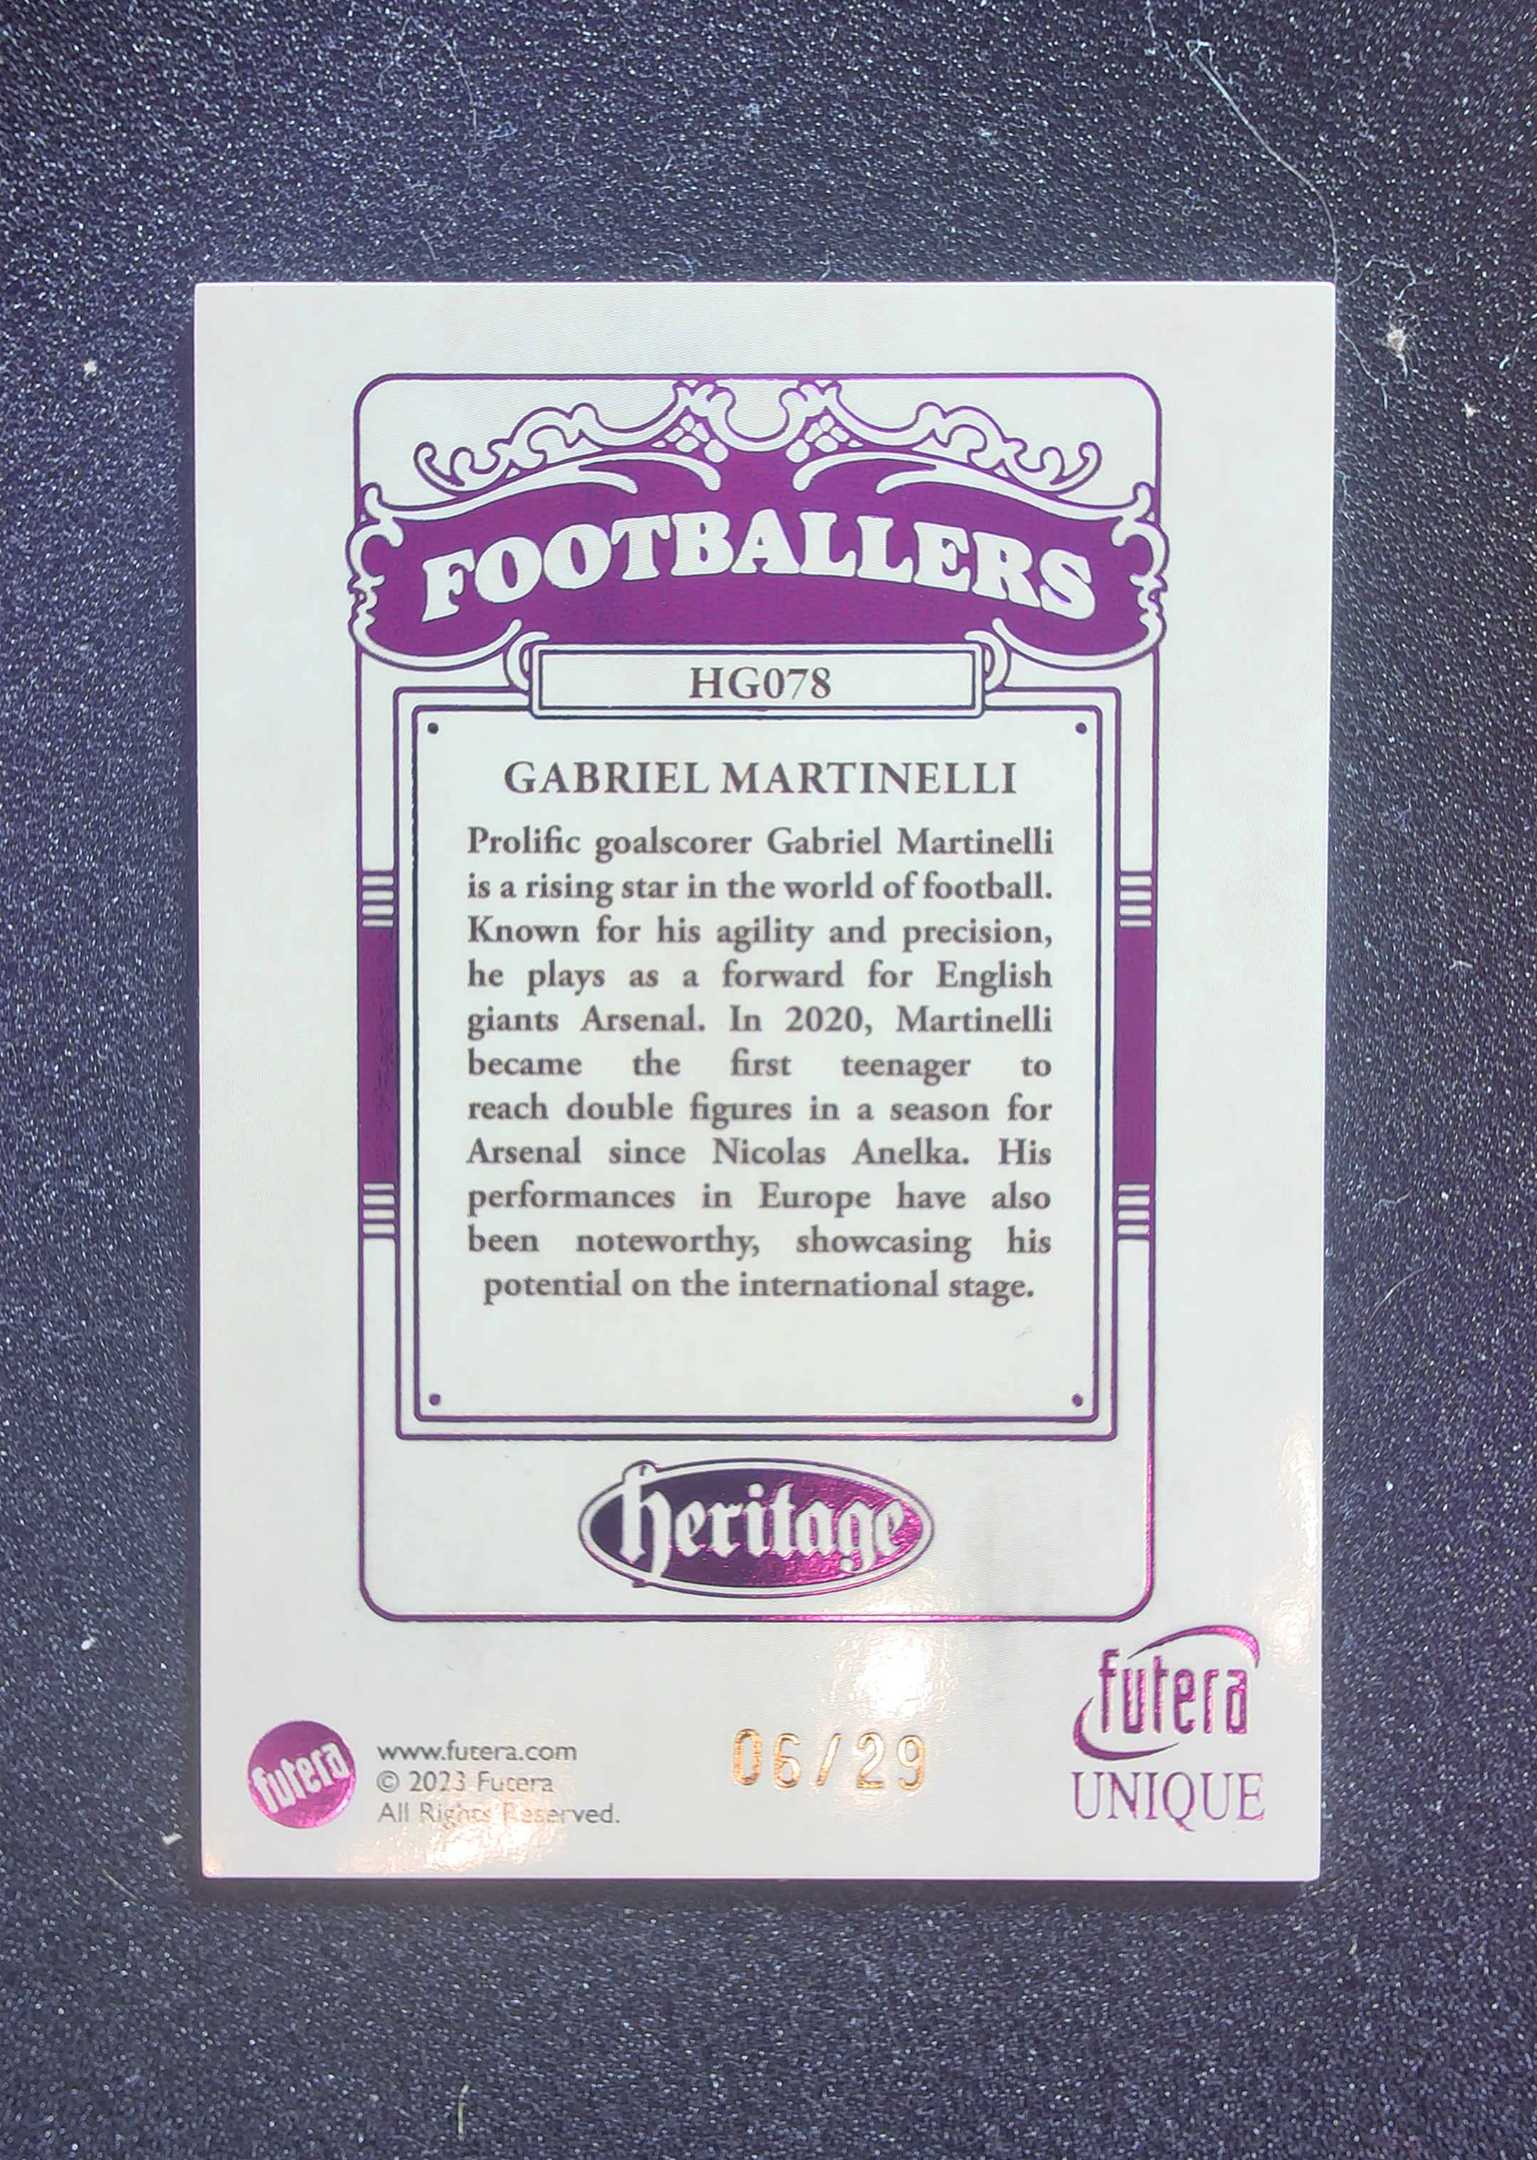 FOOTBALLERS
HG078
GABRIEL MARTINELLI
Prolific goalscorer Gabriel Martinelli
is a rising star in the world of football.
Known for his agility and precision,
he plays as a forward for English
giants Arsenal. In 2020, Martinelli
became the first teenager to
reach double figures in a season for
Arsenal since Nicolas Anelka. His
performances in Europe have also
been noteworthy, showcasing his
potential on the international stage.
heritage
futera
www.futera.com
© 2023 Futera
All Rights Reserved.
06/29
futera
UNIQUE